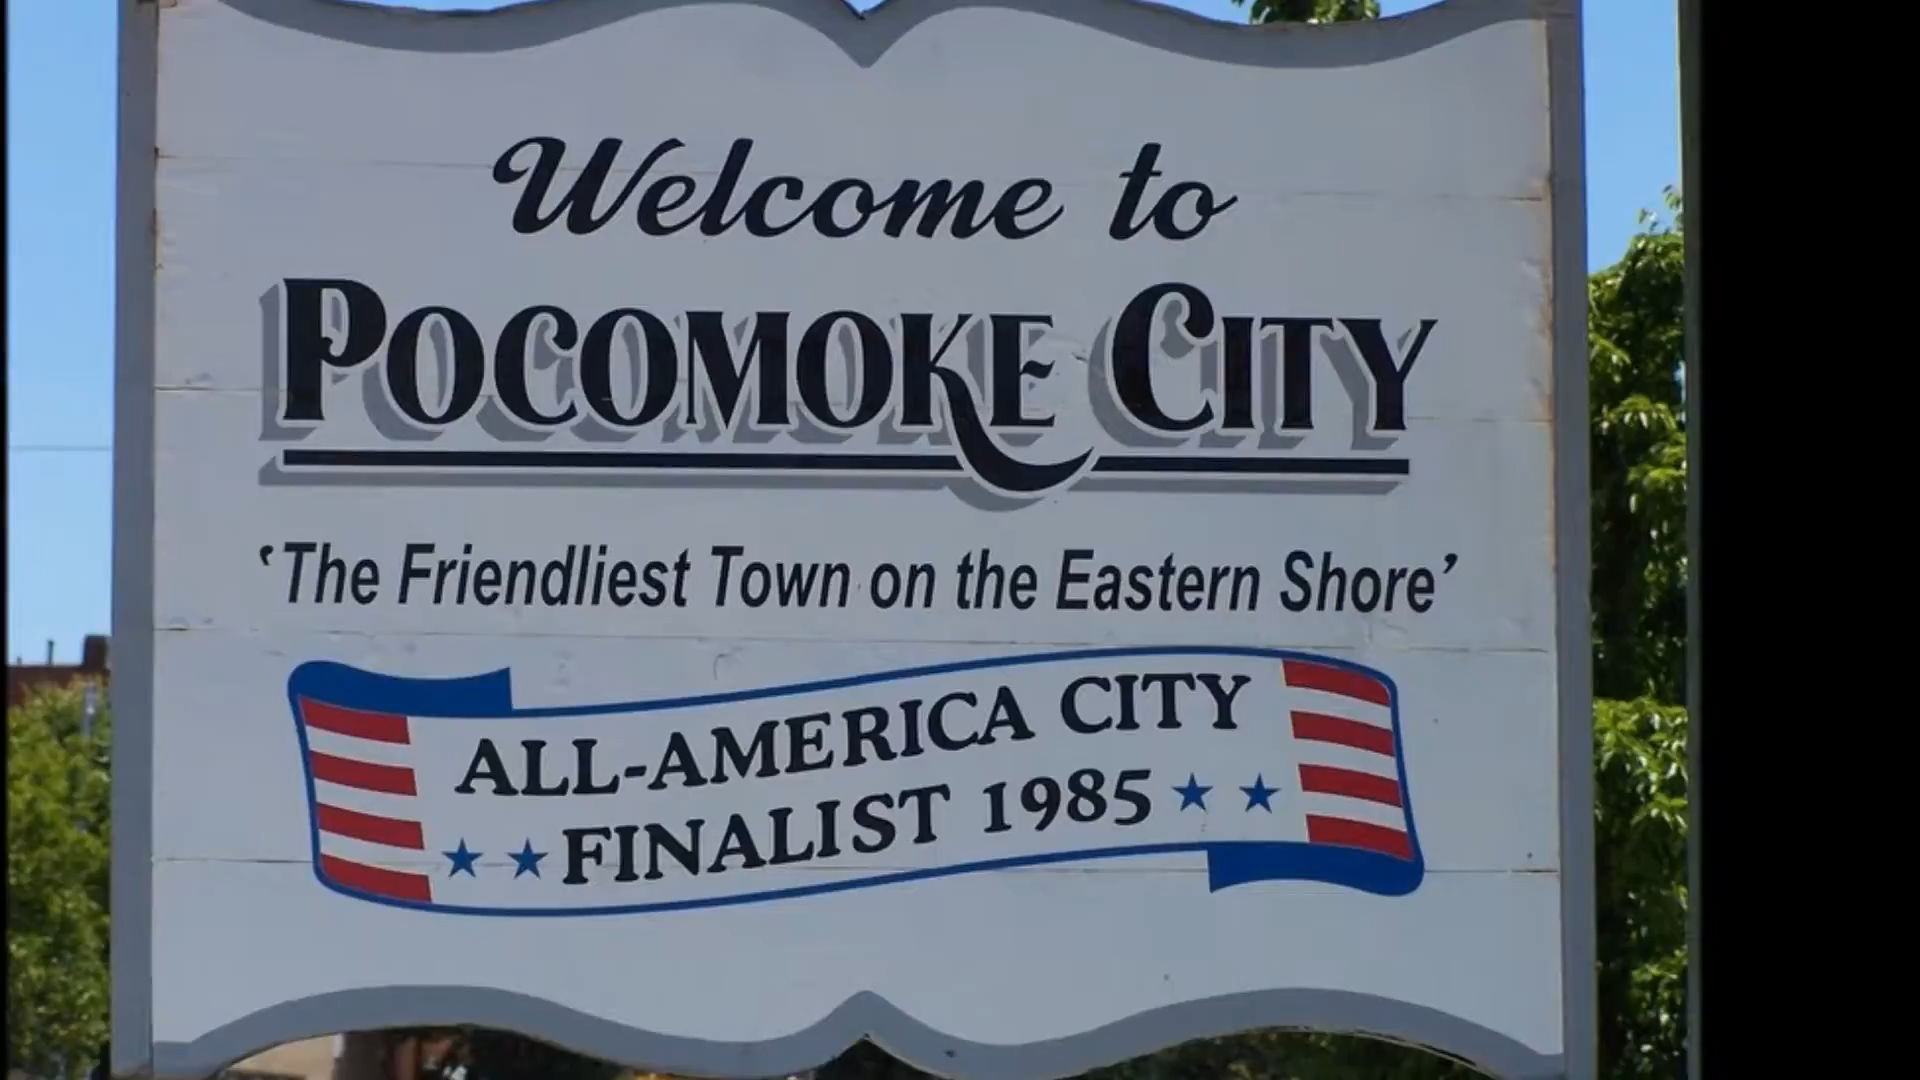 Welcome to
POCOMOKE CITY
‘The Friendliest Town on the Eastern Shore’
ALL-AMERICA CITY
FINALIST 1985